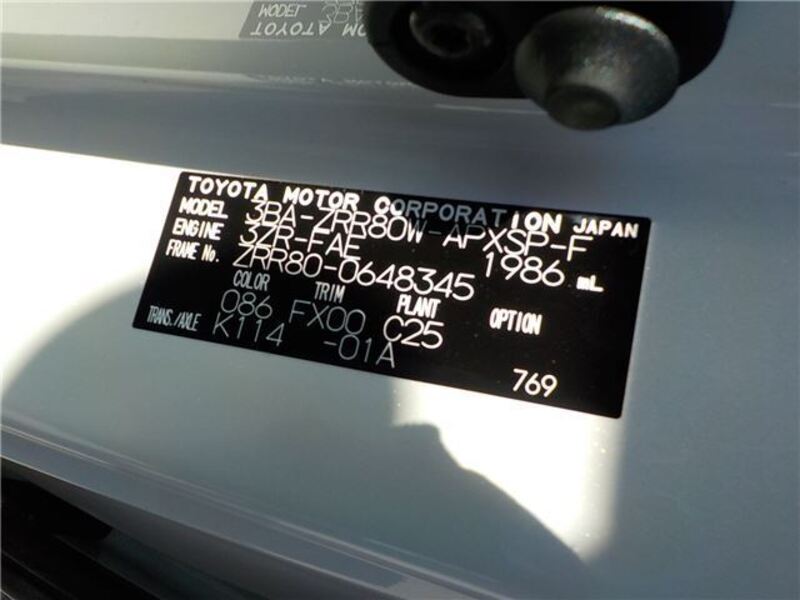 TOYOTA MOTOR CORPORATION JAPAN
MODEL 3BA-ZRR80W-APXSP-F
ENGINE 3ZR-FAE 1986 mL
FRAME No. ZRR80-0648345
COLOR TRIM PLANT OPTION
086 FX00 C25
TRANS./AXLE K114 -01A
769